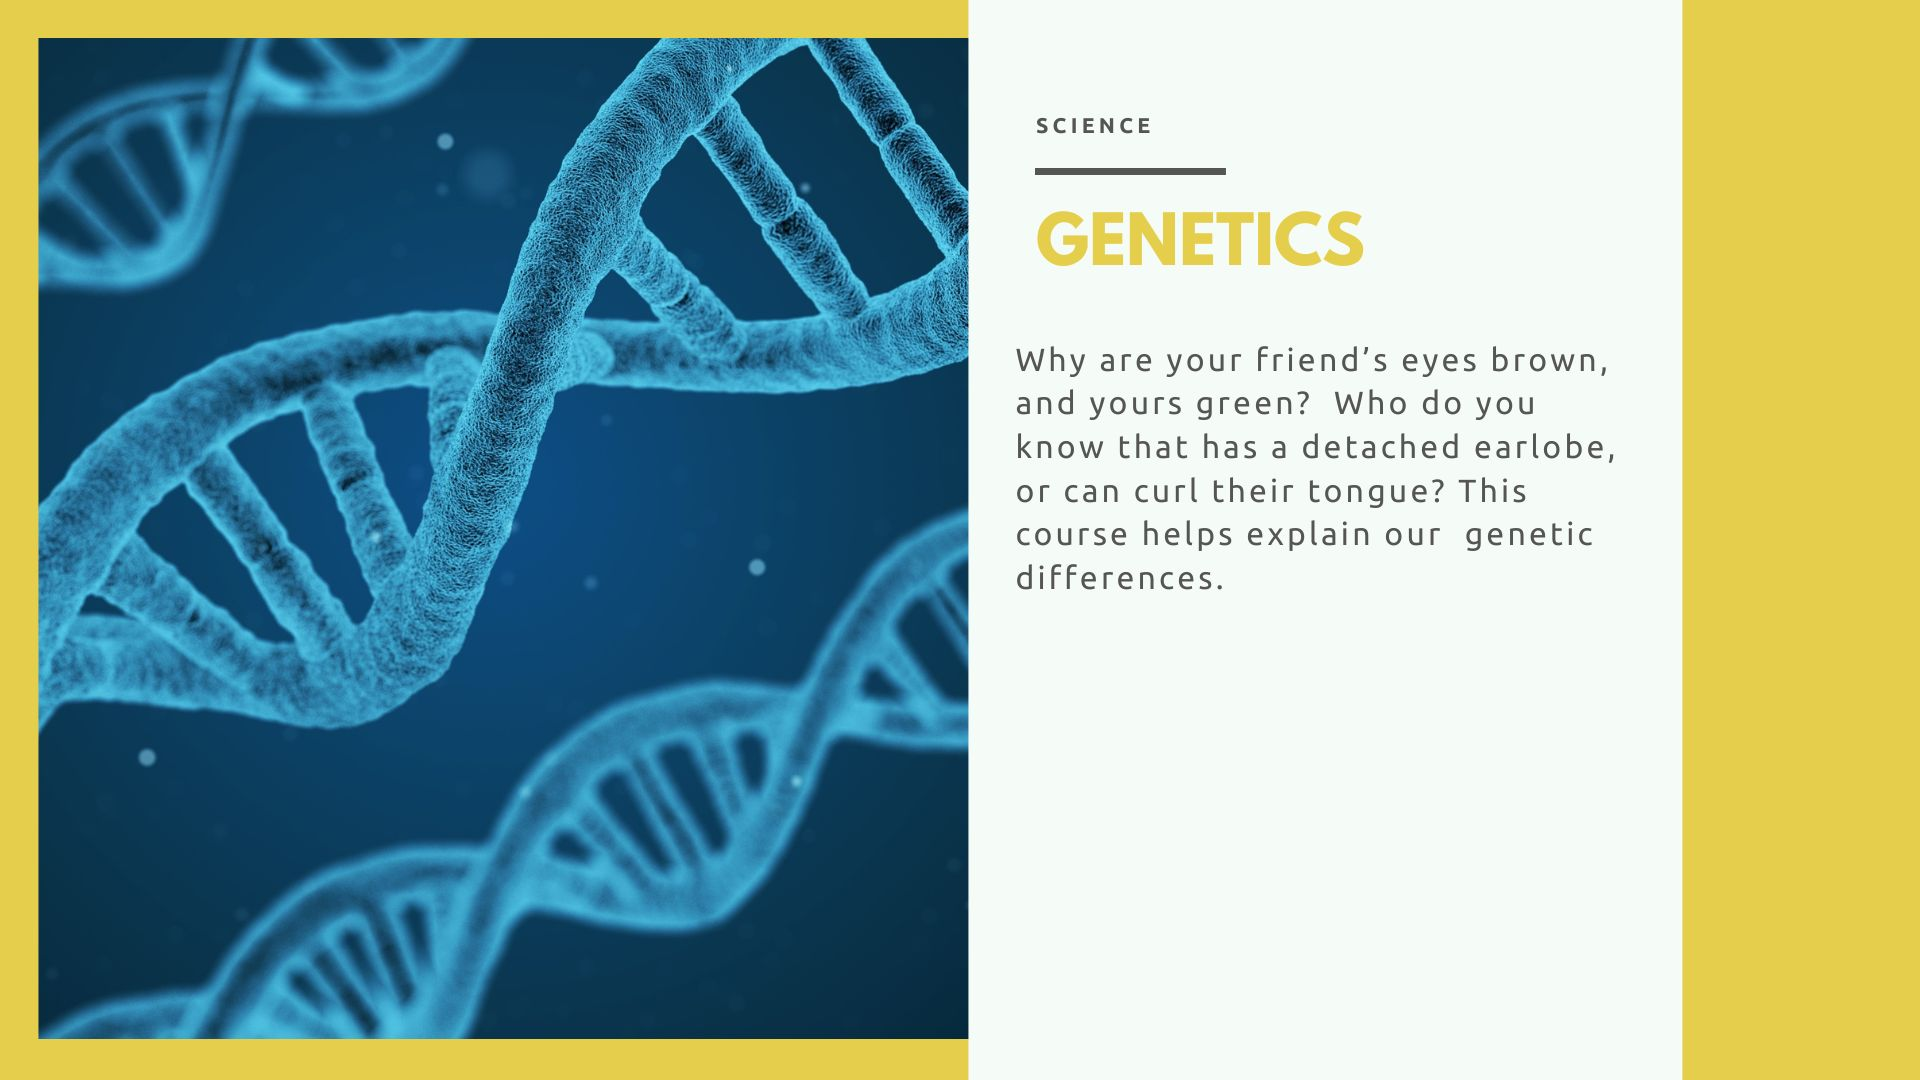 SCIENCE
GENETICS
Why are your friend’s eyes brown,
and yours green?  Who do you
know that has a detached earlobe,
or can curl their tongue? This
course helps explain our  genetic
differences.